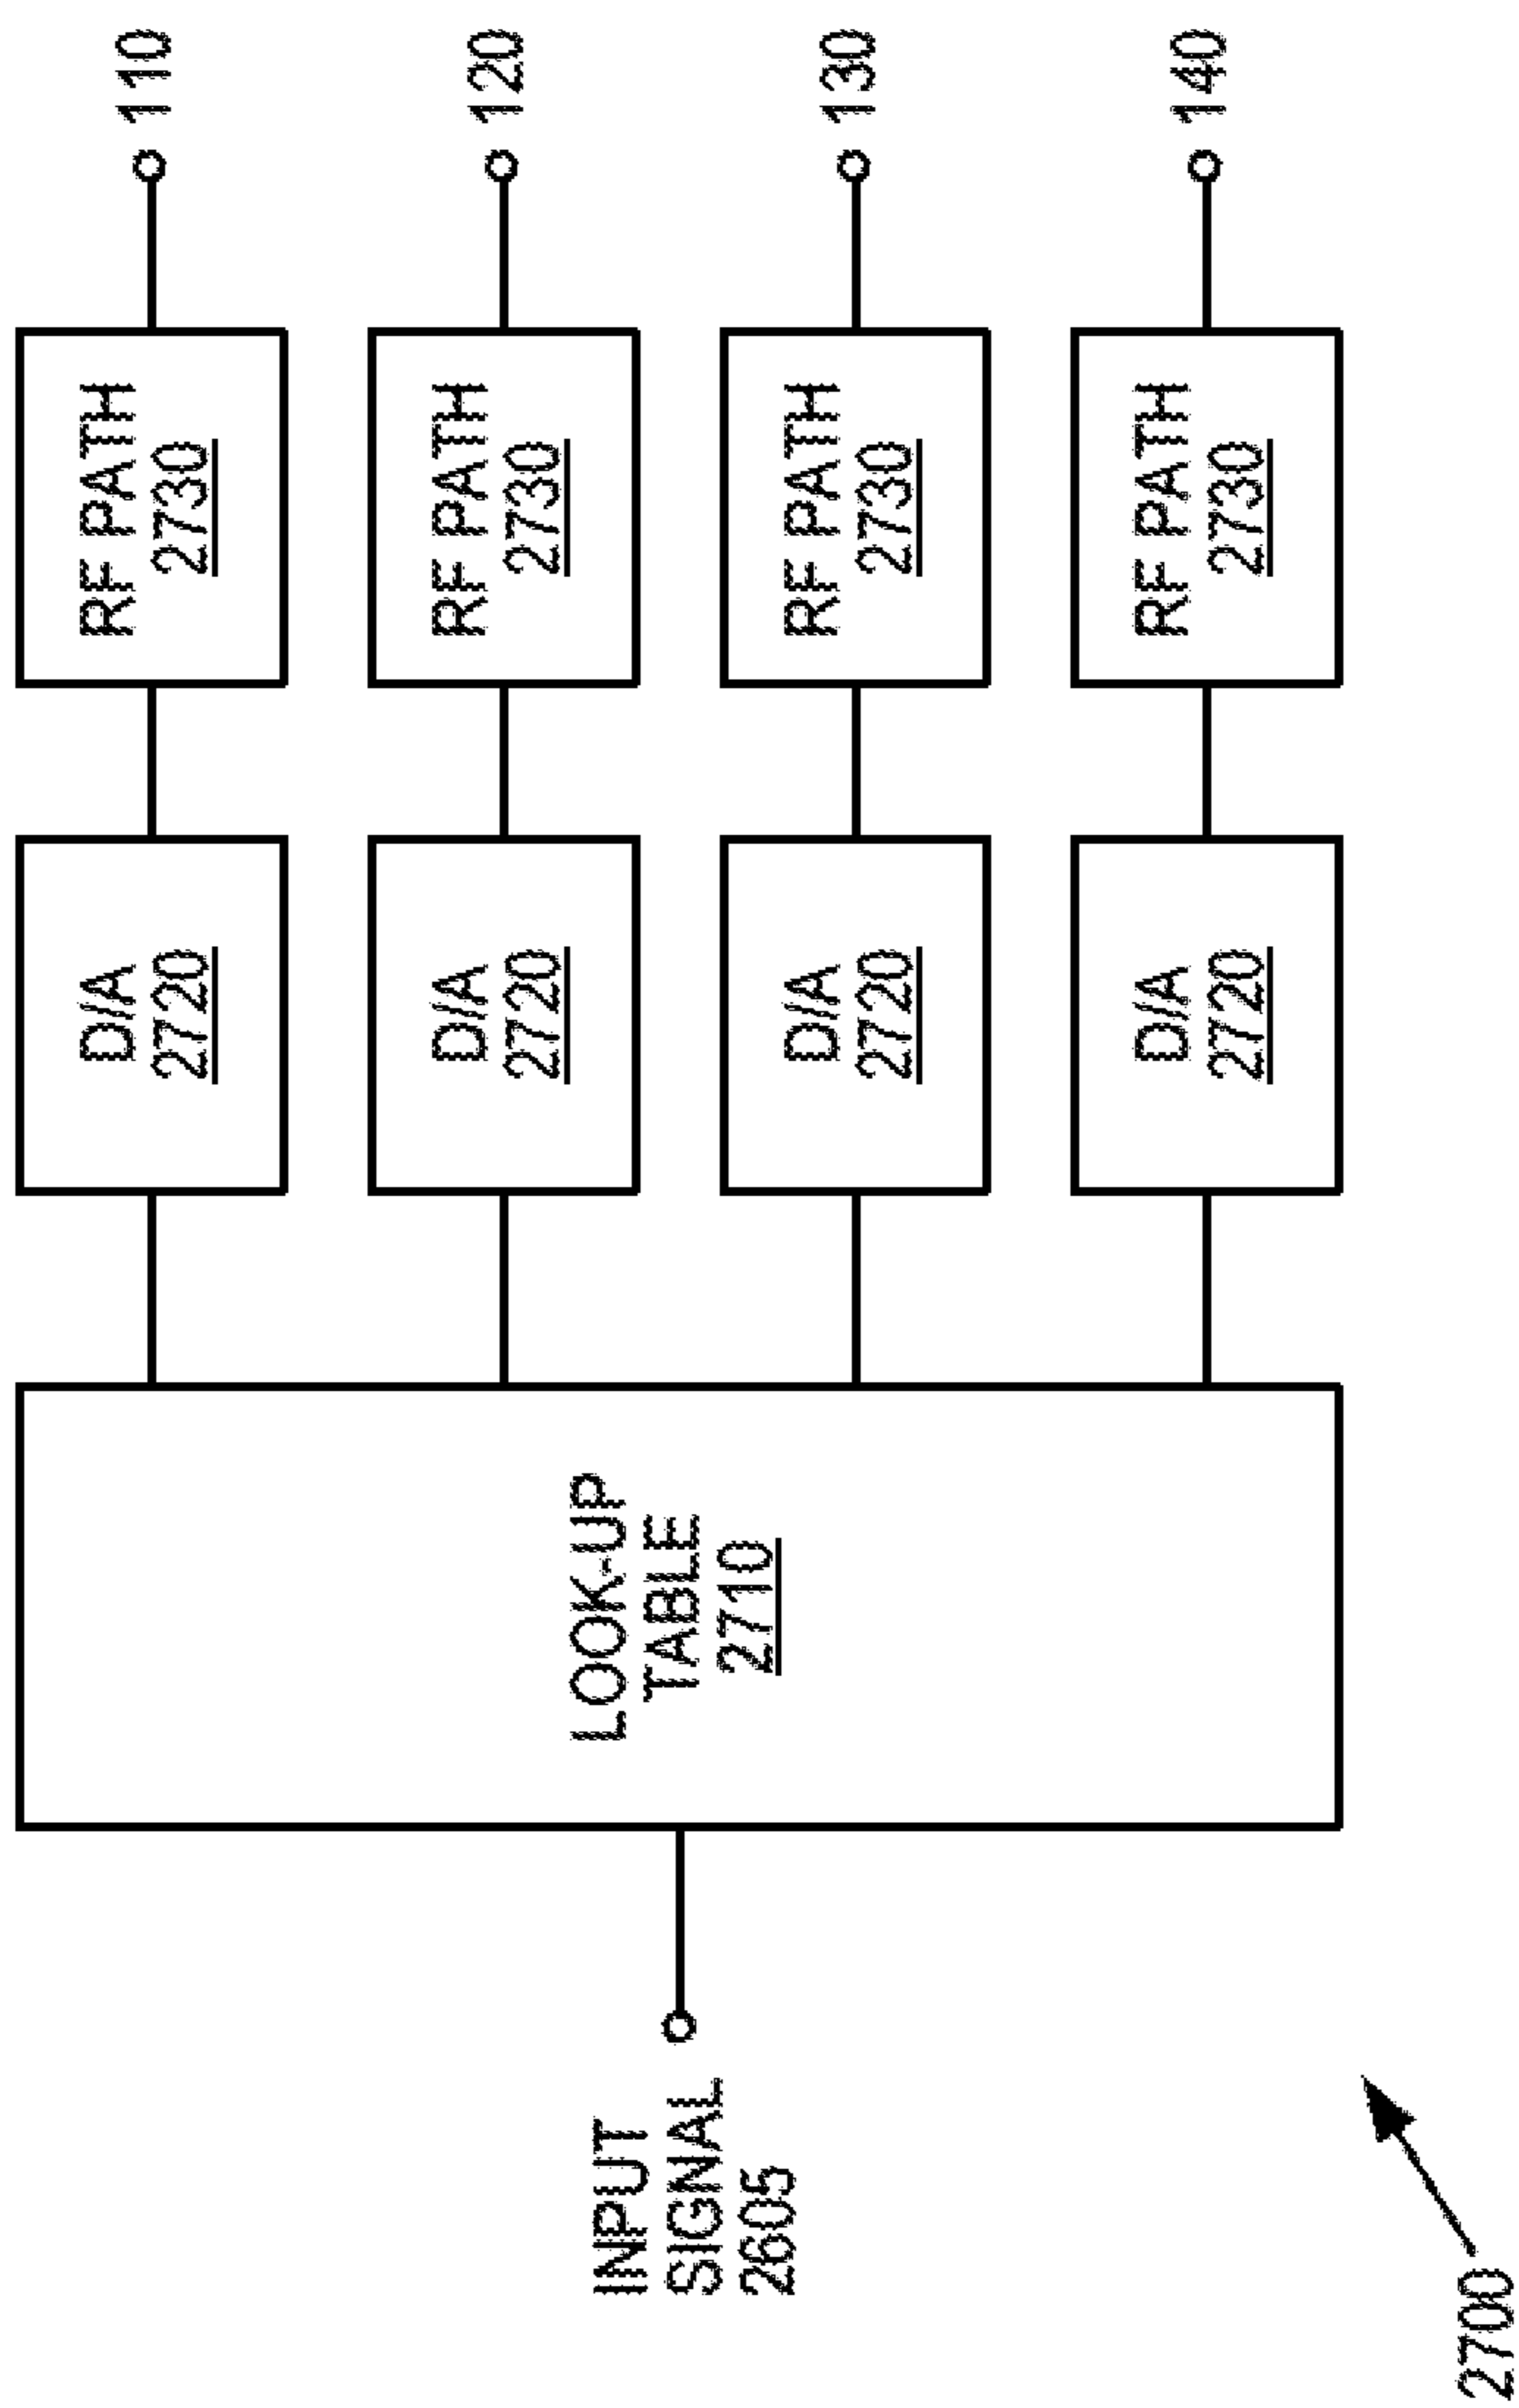 D/A
2720
RF PATH
2730
110
D/A
2720
RF PATH
2730
120
LOOK-UP
TABLE
2710
INPUT
SIGNAL
2605
D/A
2720
RF PATH
2730
130
D/A
2720
RF PATH
2730
140
2700